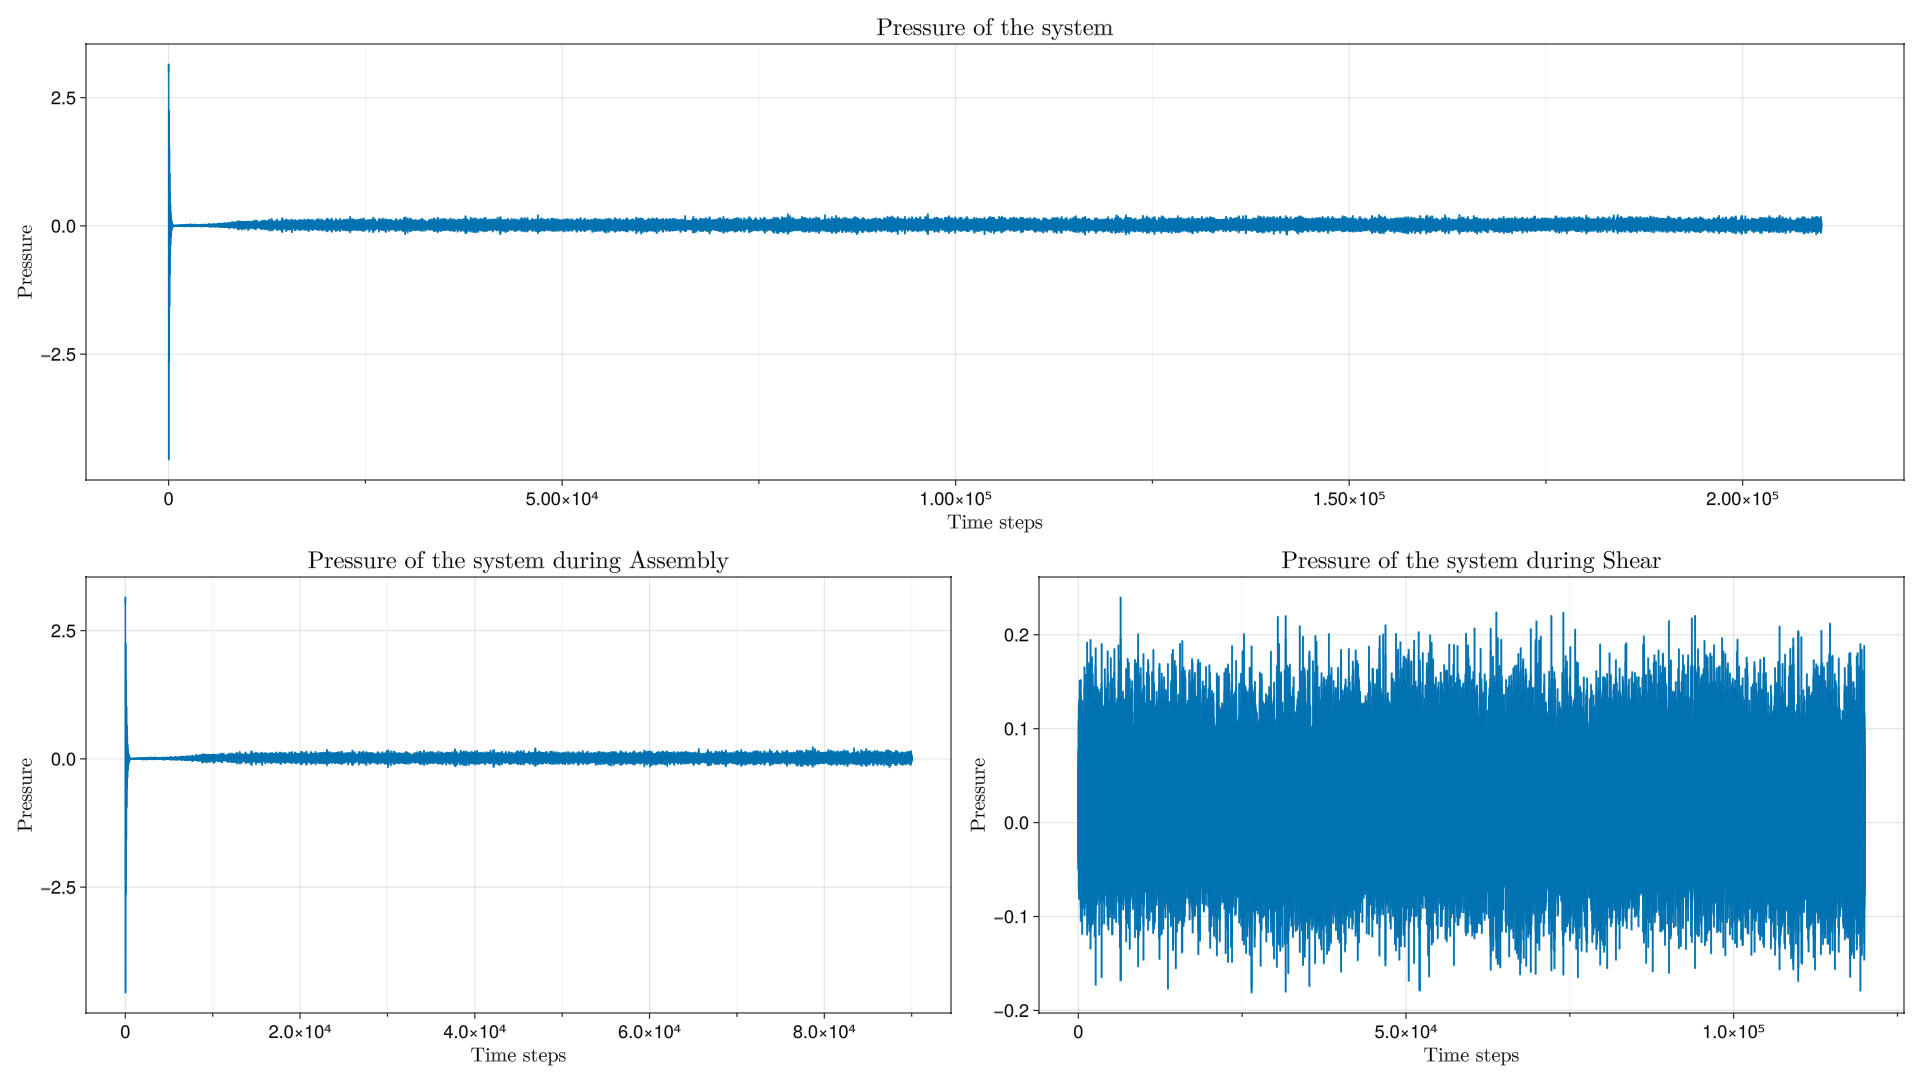 Pressure of the system
Pressure
2.5
0.0
−2.5
0 5.00×10⁴ 1.00×10⁵ 1.50×10⁵ 2.00×10⁵
Time steps
Pressure of the system during Assembly
Pressure
2.5
0.0
−2.5
0 2.0×10⁴ 4.0×10⁴ 6.0×10⁴ 8.0×10⁴
Time steps
Pressure of the system during Shear
Pressure
0.2
0.1
0.0
−0.1
−0.2
0 5.0×10⁴ 1.0×10⁵
Time steps